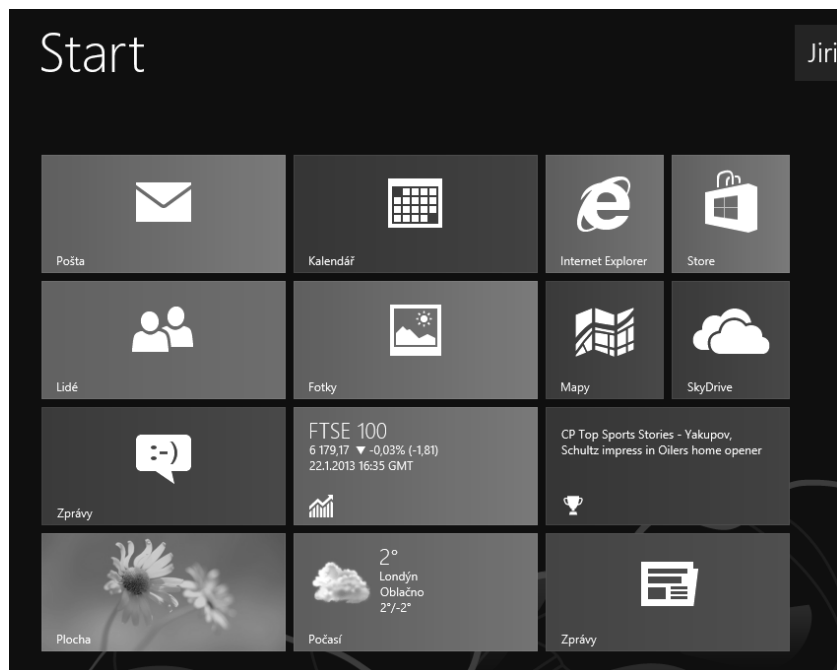 Start
Jiri
Pošta
Kalendář
Internet Explorer
Store
Lidé
Fotky
Mapy
SkyDrive
Zprávy
FTSE 100
6 179,17 ▼ -0,03% (-1,81)
22.1.2013 16:35 GMT
CP Top Sports Stories - Yakupov,
Schultz impress in Oilers home opener
Plocha
2°
Londýn
Oblačno
2°/-2°
Počasí
Zprávy